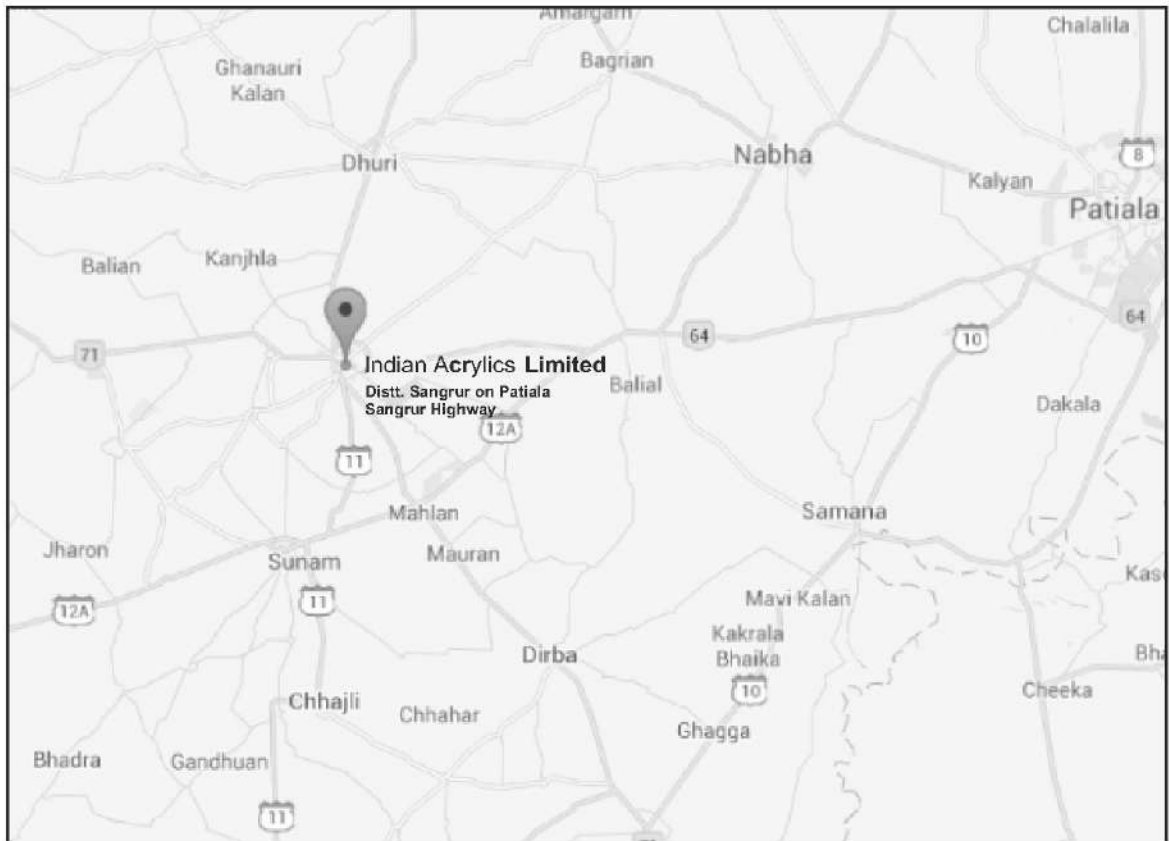 Amargarh
Chalalila
Bagrian
Ghanauri
Kalan
Dhuri
Nabha
8
Kalyan
Patiala
Kanjhla
Balian
64
64
10
71
Indian Acrylics Limited
Distt. Sangrur on Patiala
Sangrur Highway
Balial
Dakala
12A
11
Mahlan
Samana
Jharon
Mauran
Sunam
Kas
11
Mavi Kalan
12A
Kakrala
Bhaika
Dirba
Bha
10
Cheeka
Chhajli
Chhahar
Ghagga
Bhadra
Gandhuan
11